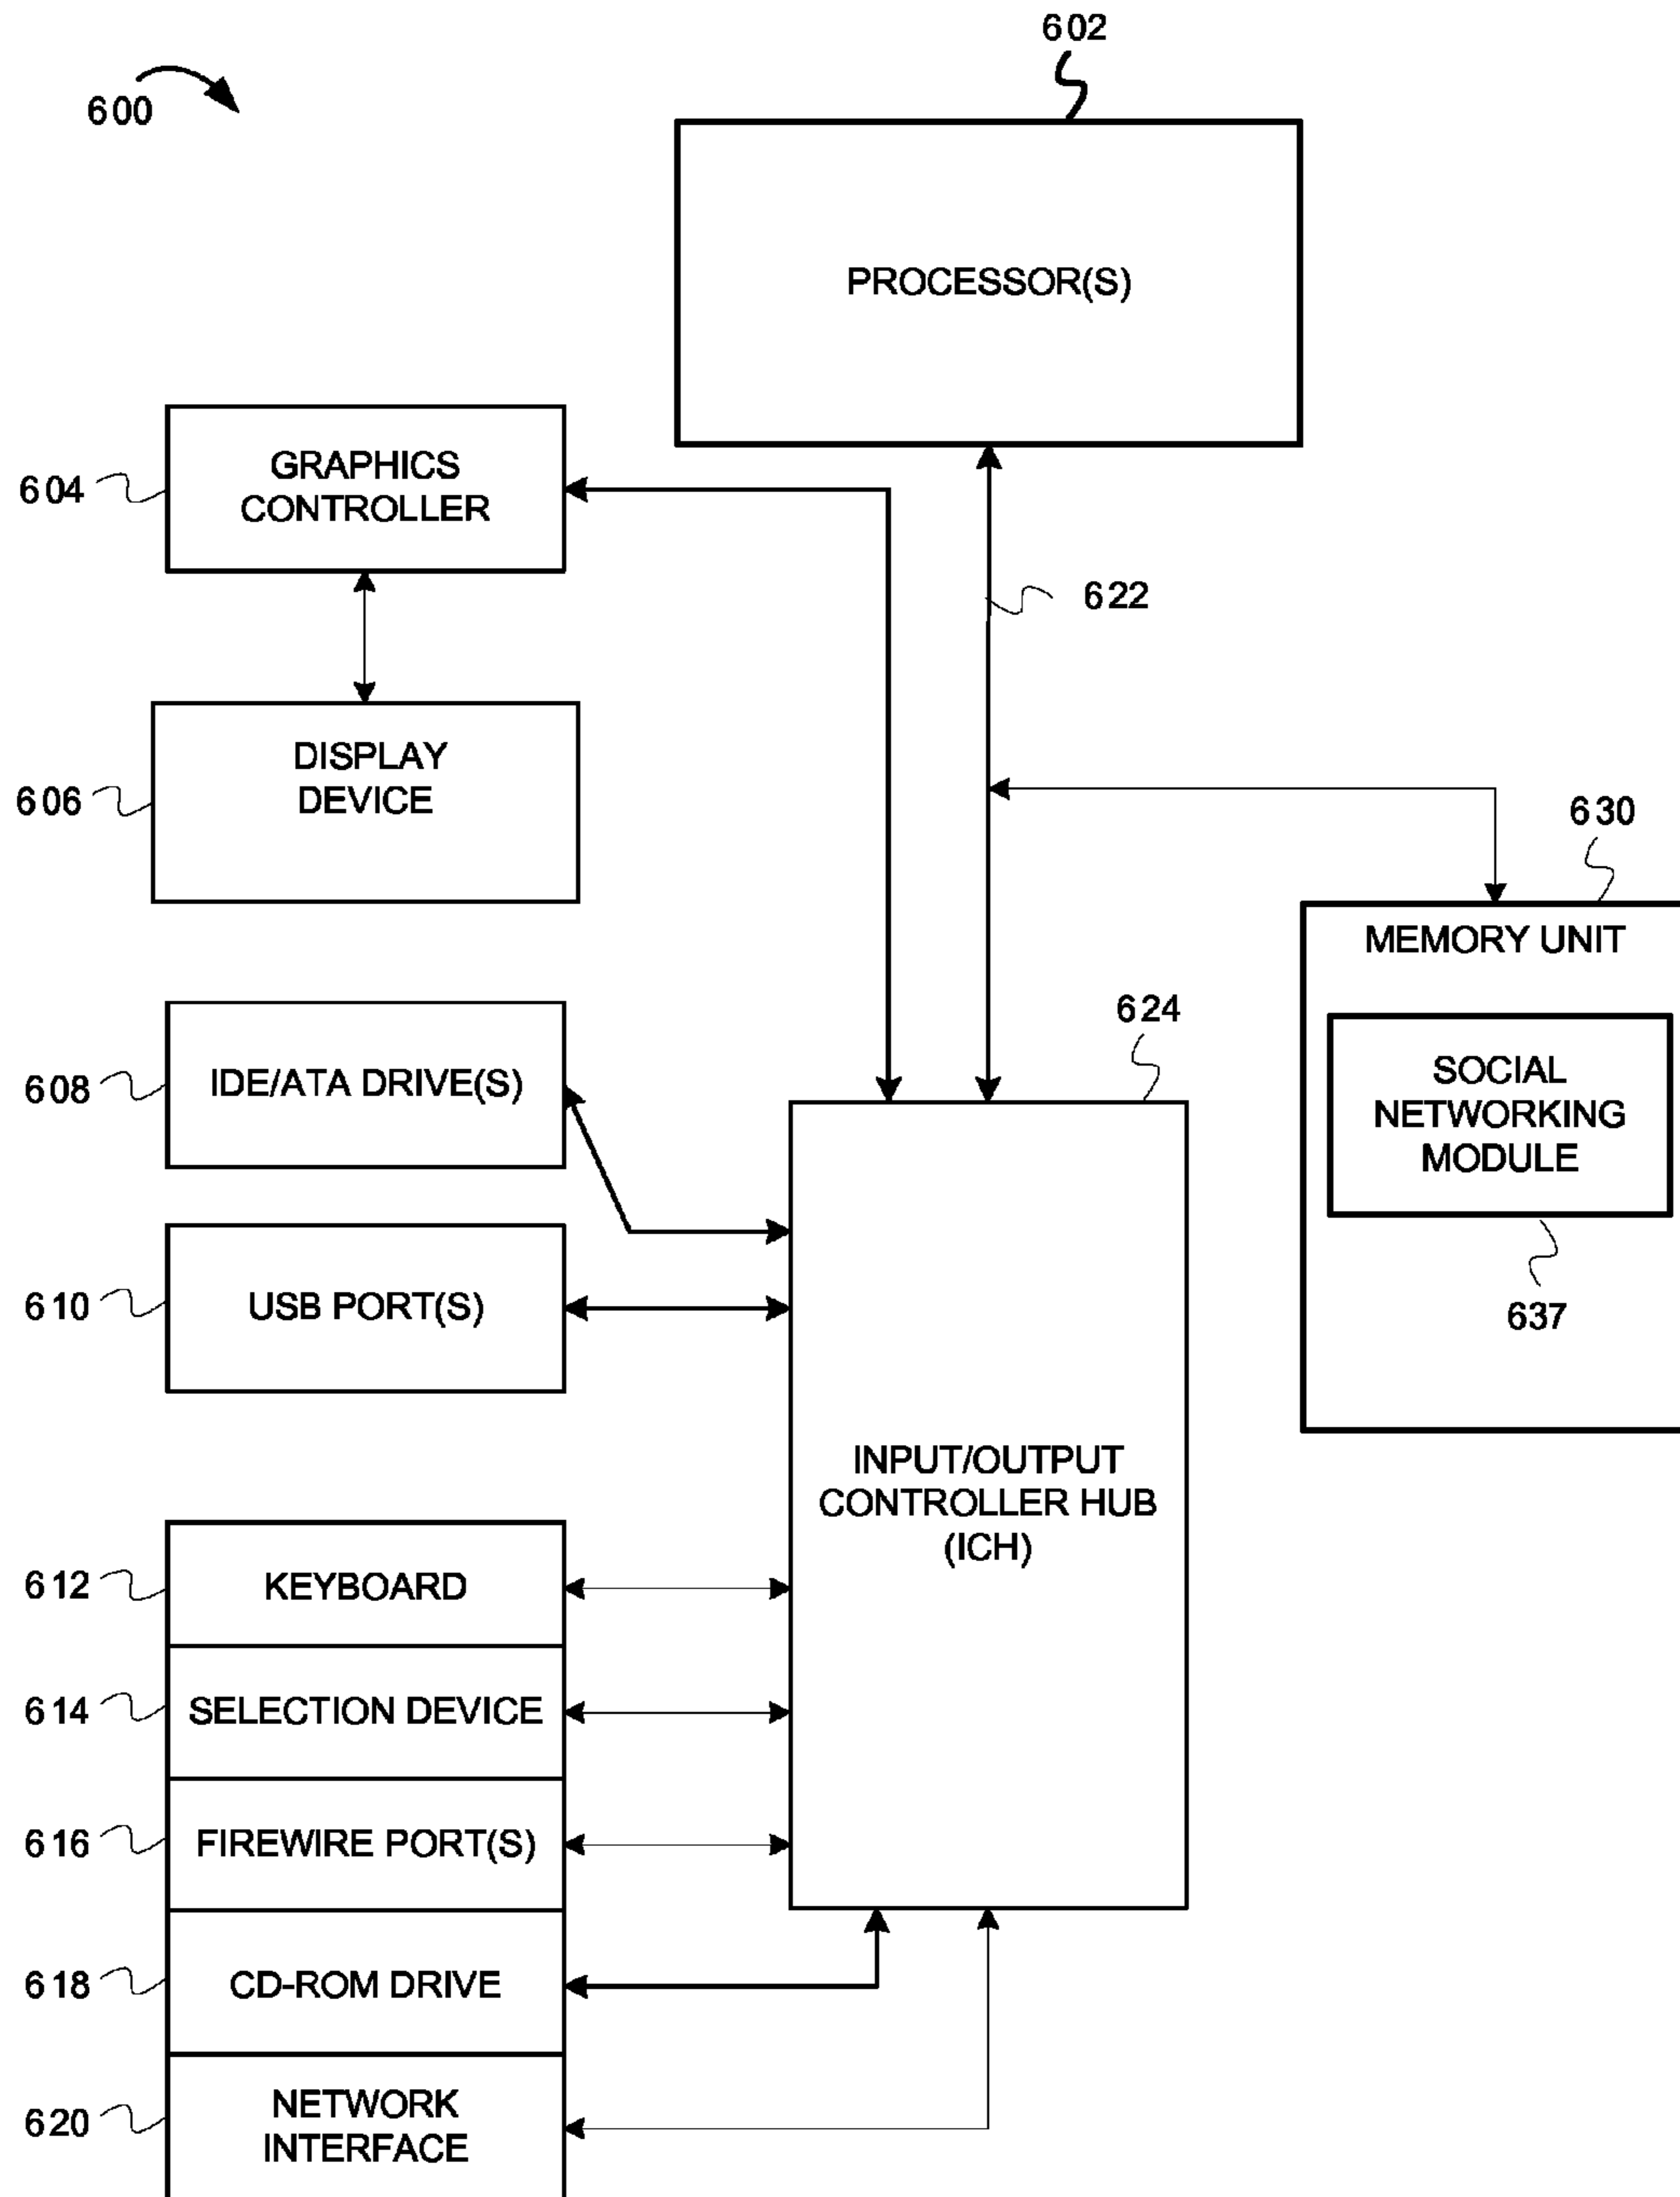 602
600
PROCESSOR(S)
604
GRAPHICS
CONTROLLER
622
606
DISPLAY
DEVICE
630
MEMORY UNIT
624
608
IDE/ATA DRIVE(S)
SOCIAL
NETWORKING
MODULE
610
USB PORT(S)
637
INPUT/OUTPUT
CONTROLLER HUB
(ICH)
612
KEYBOARD
614
SELECTION DEVICE
616
FIREWIRE PORT(S)
618
CD-ROM DRIVE
620
NETWORK
INTERFACE